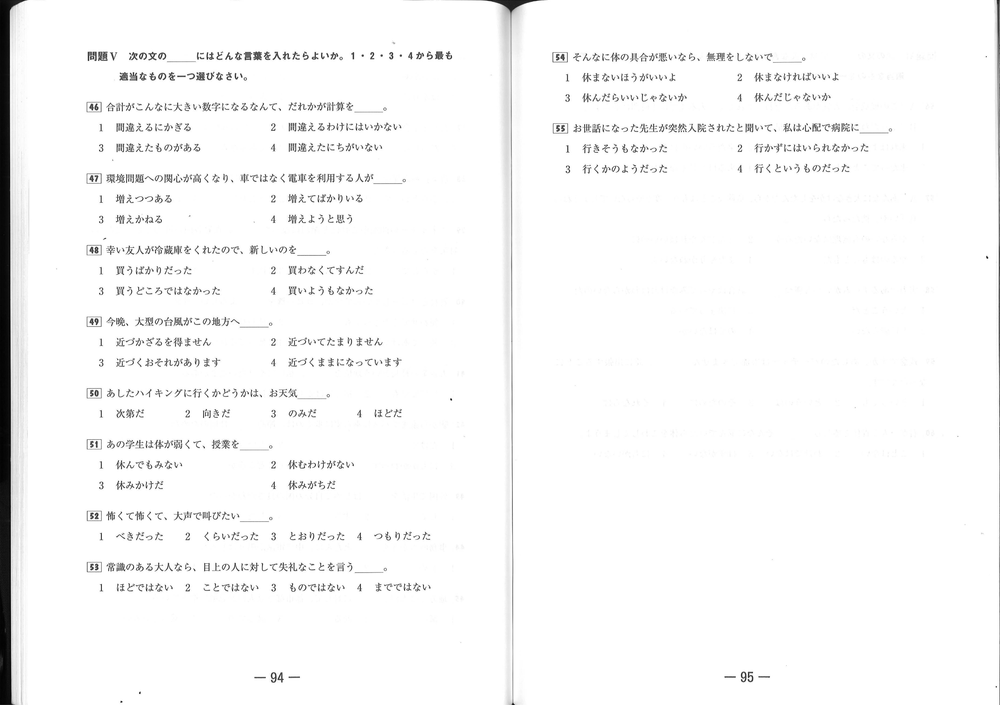 問題Ⅴ　次の文の＿＿＿にはどんな言葉を入れたらよいか。1・2・3・4から最も
適当なものを一つ選びなさい。
46 合計がこんなに大きい数字になるなんて、だれかが計算を＿＿＿。
1　間違えるにかぎる　2　間違えるわけにはいかない
3　間違えたものがある　4　間違えたにちがいない
47 環境問題への関心が高くなり、車ではなく電車を利用する人が＿＿＿。
1　増えつつある　2　増えてばかりいる
3　増えかねる　4　増えようと思う
48 幸い友人が冷蔵庫をくれたので、新しいのを＿＿＿。
1　買うばかりだった　2　買わなくてすんだ
3　買うどころではなかった　4　買いようもなかった
49 今晩、大型の台風がこの地方へ＿＿＿。
1　近づかざるを得ません　2　近づいてたまりません
3　近づくおそれがあります　4　近づくままになっています
50 あしたハイキングに行くかどうかは、お天気＿＿＿。
1　次第だ　2　向きだ　3　のみだ　4　ほどだ
51 あの学生は体が弱くて、授業を＿＿＿。
1　休んでもみない　2　休むわけがない
3　休みかけだ　4　休みがちだ
52 怖くて怖くて、大声で叫びたい＿＿＿。
1　べきだった　2　くらいだった　3　とおりだった　4　つもりだった
53 常識のある大人なら、目上の人に対して失礼なことを言う＿＿＿。
1　ほどではない　2　ことではない　3　ものではない　4　までではない
— 94 —
54 そんなに体の具合が悪いなら、無理をしないで＿＿＿。
1　休まないほうがいいよ　2　休まなければいいよ
3　休んだらいいじゃないか　4　休んだじゃないか
55 お世話になった先生が突然入院されたと聞いて、私は心配で病院に＿＿＿。
1　行きそうもなかった　2　行かずにはいられなかった
3　行くかのようだった　4　行くというものだった
— 95 —